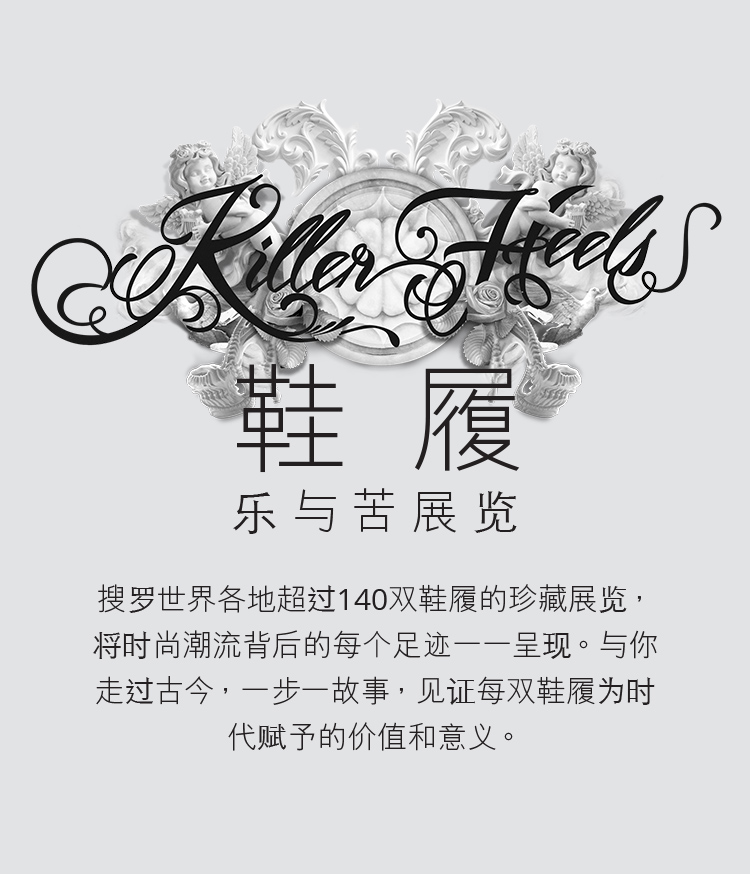 Killer Heels
鞋履
乐与苦展览
搜罗世界各地超过140双鞋履的珍藏展览，
将时尚潮流背后的每个足迹一一呈现。与你
走过古今，一步一故事，见证每双鞋履为时
代赋予的价值和意义。